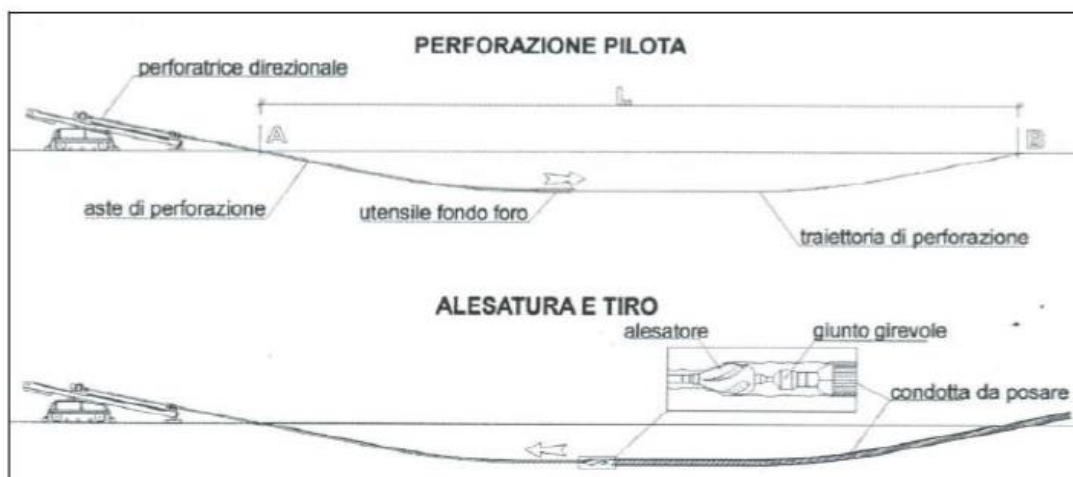 PERFORAZIONE PILOTA
perforatrice direzionale
L
A
B
aste di perforazione
utensile fondo foro
traiettoria di perforazione
ALESATURA E TIRO
alesatore
giunto girevole
condotta da posare